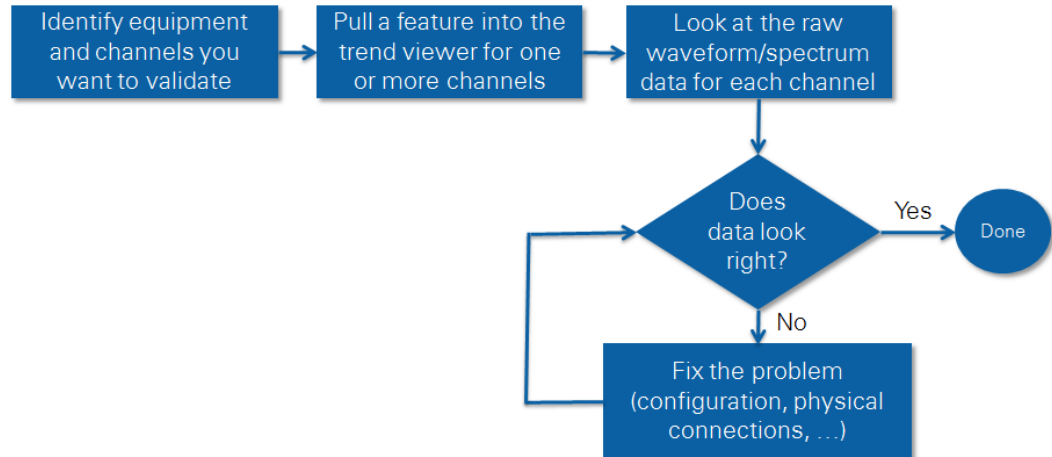 Identify equipment
and channels you
want to validate
Pull a feature into the
trend viewer for one
or more channels
Look at the raw
waveform/spectrum
data for each channel
Does
data look
right?
Yes
Done
No
Fix the problem
(configuration, physical
connections, ...)